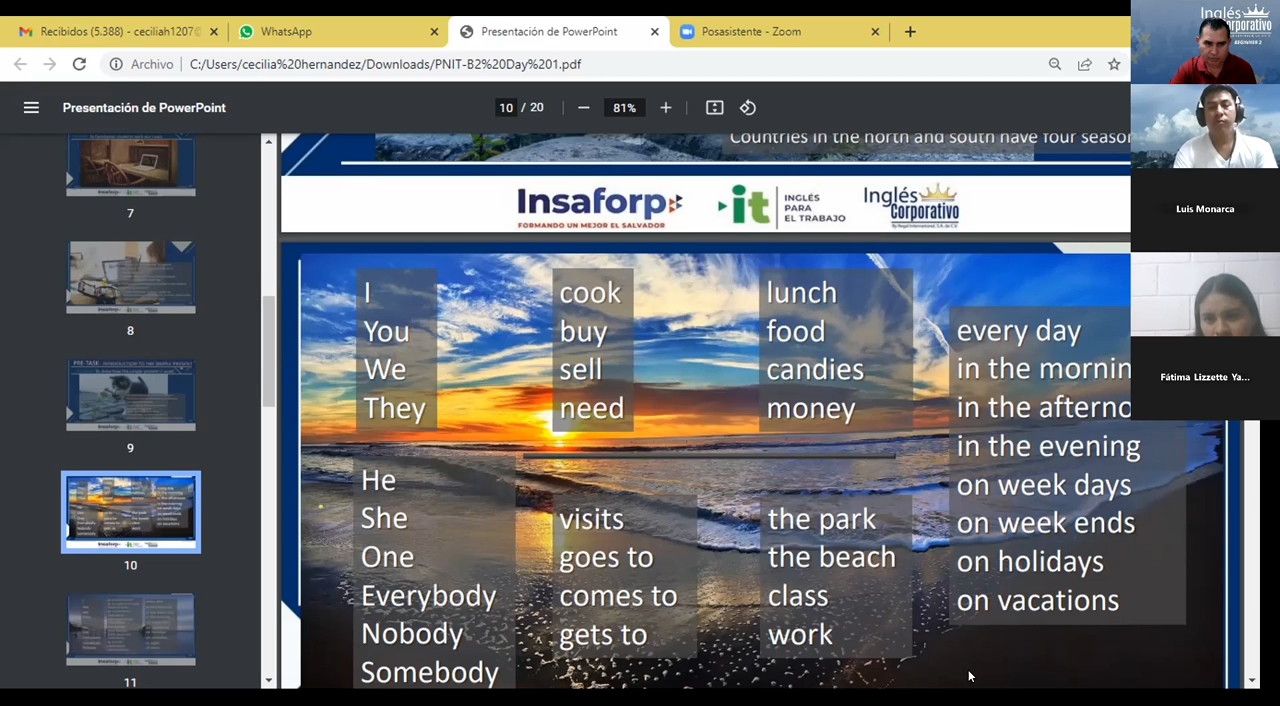 Recibidos (5.388) - ceciliah1207@
WhatsApp
Presentación de PowerPoint
Posasistente - Zoom
Archivo
C:/Users/cecilia%20hernandez/Downloads/PNIT-B2%20Day%201.pdf
Presentación de PowerPoint
10 / 20
81%
7
8
9
10
11
Countries in the north and south have four season
Insaforp
FORMANDO UN MEJOR EL SALVADOR
it
INGLÉS
PARA
EL TRABAJO
Inglés
Corporativo
I
You
We
They
cook
buy
sell
need
lunch
food
candies
money
He
She
One
Everybody
Nobody
Somebody
visits
goes to
comes to
gets to
the park
the beach
class
work
every day
in the mornin
in the afterno
in the evening
on week days
on week ends
on holidays
on vacations
Inglés
Corporativo
BEGINNER 2
Luis Monarca
Fátima Lizzette Ya...